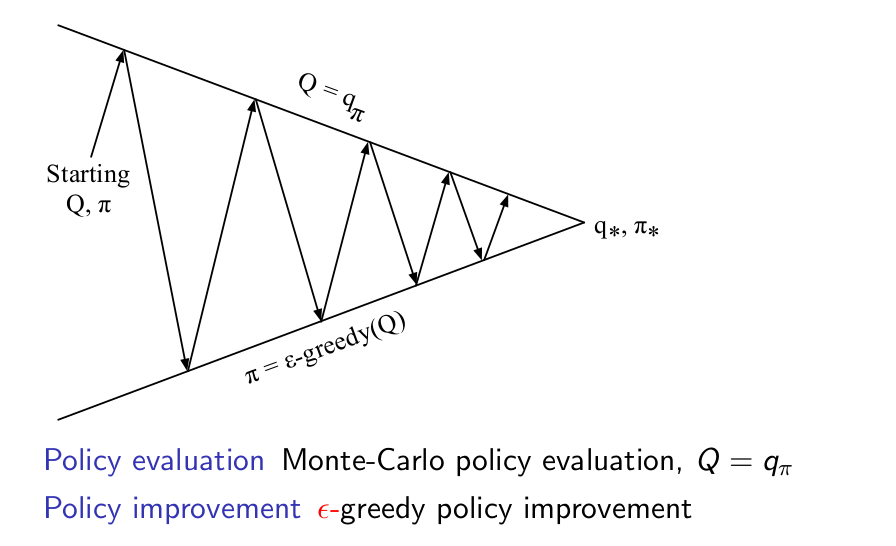 Q = qπ
Starting
Q, π
q*, π*
π = ε-greedy(Q)
Policy evaluation Monte-Carlo policy evaluation, Q = qπ
Policy improvement ϵ-greedy policy improvement